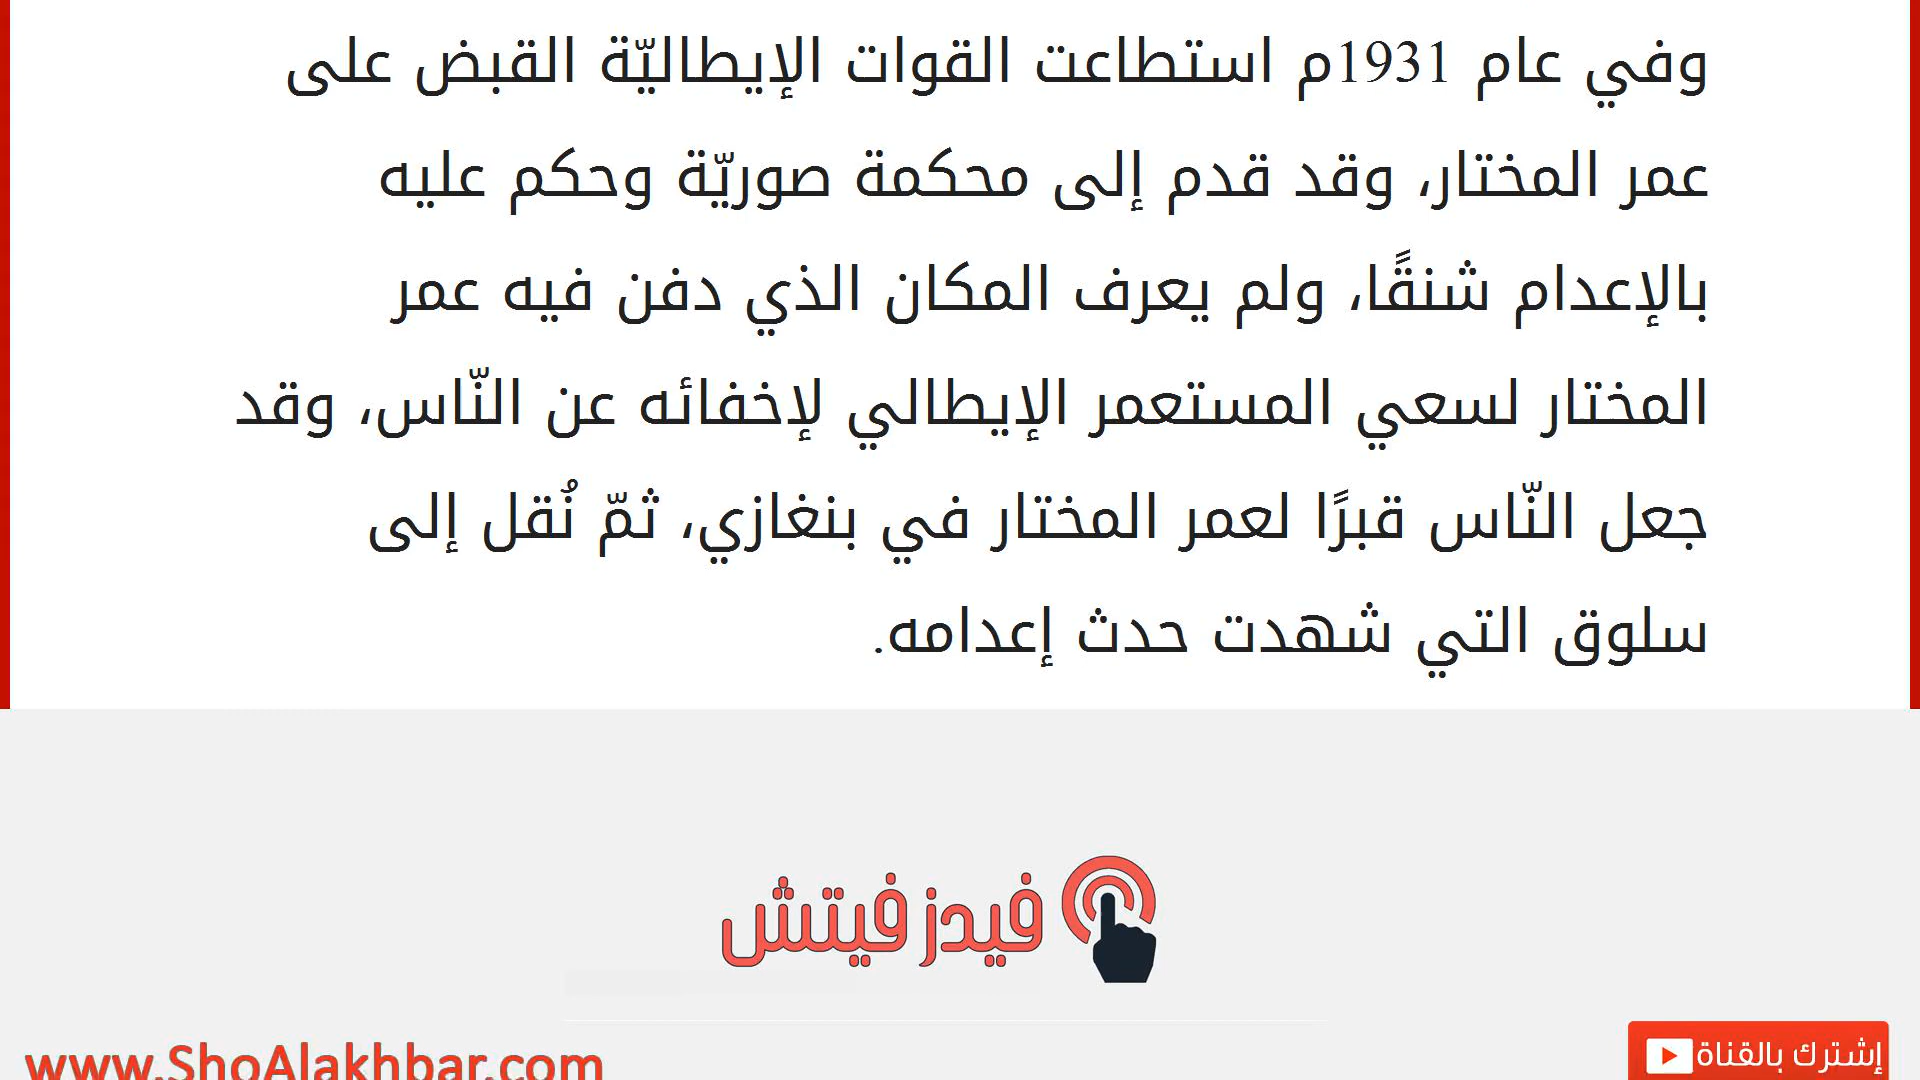 وفي عام 1931م استطاعت القوات الإيطاليّة القبض على
عمر المختار، وقد قدم إلى محكمة صوريّة وحكم عليه
بالإعدام شنقًا، ولم يعرف المكان الذي دفن فيه عمر
المختار لسعي المستعمر الإيطالي لإخفائه عن النّاس، وقد
جعل النّاس قبرًا لعمر المختار في بنغازي، ثمّ نُقل إلى
سلوق التي شهدت حدث إعدامه.
فيدز فيتش
www.ShoAlakhbar.com
إشترك بالقناة